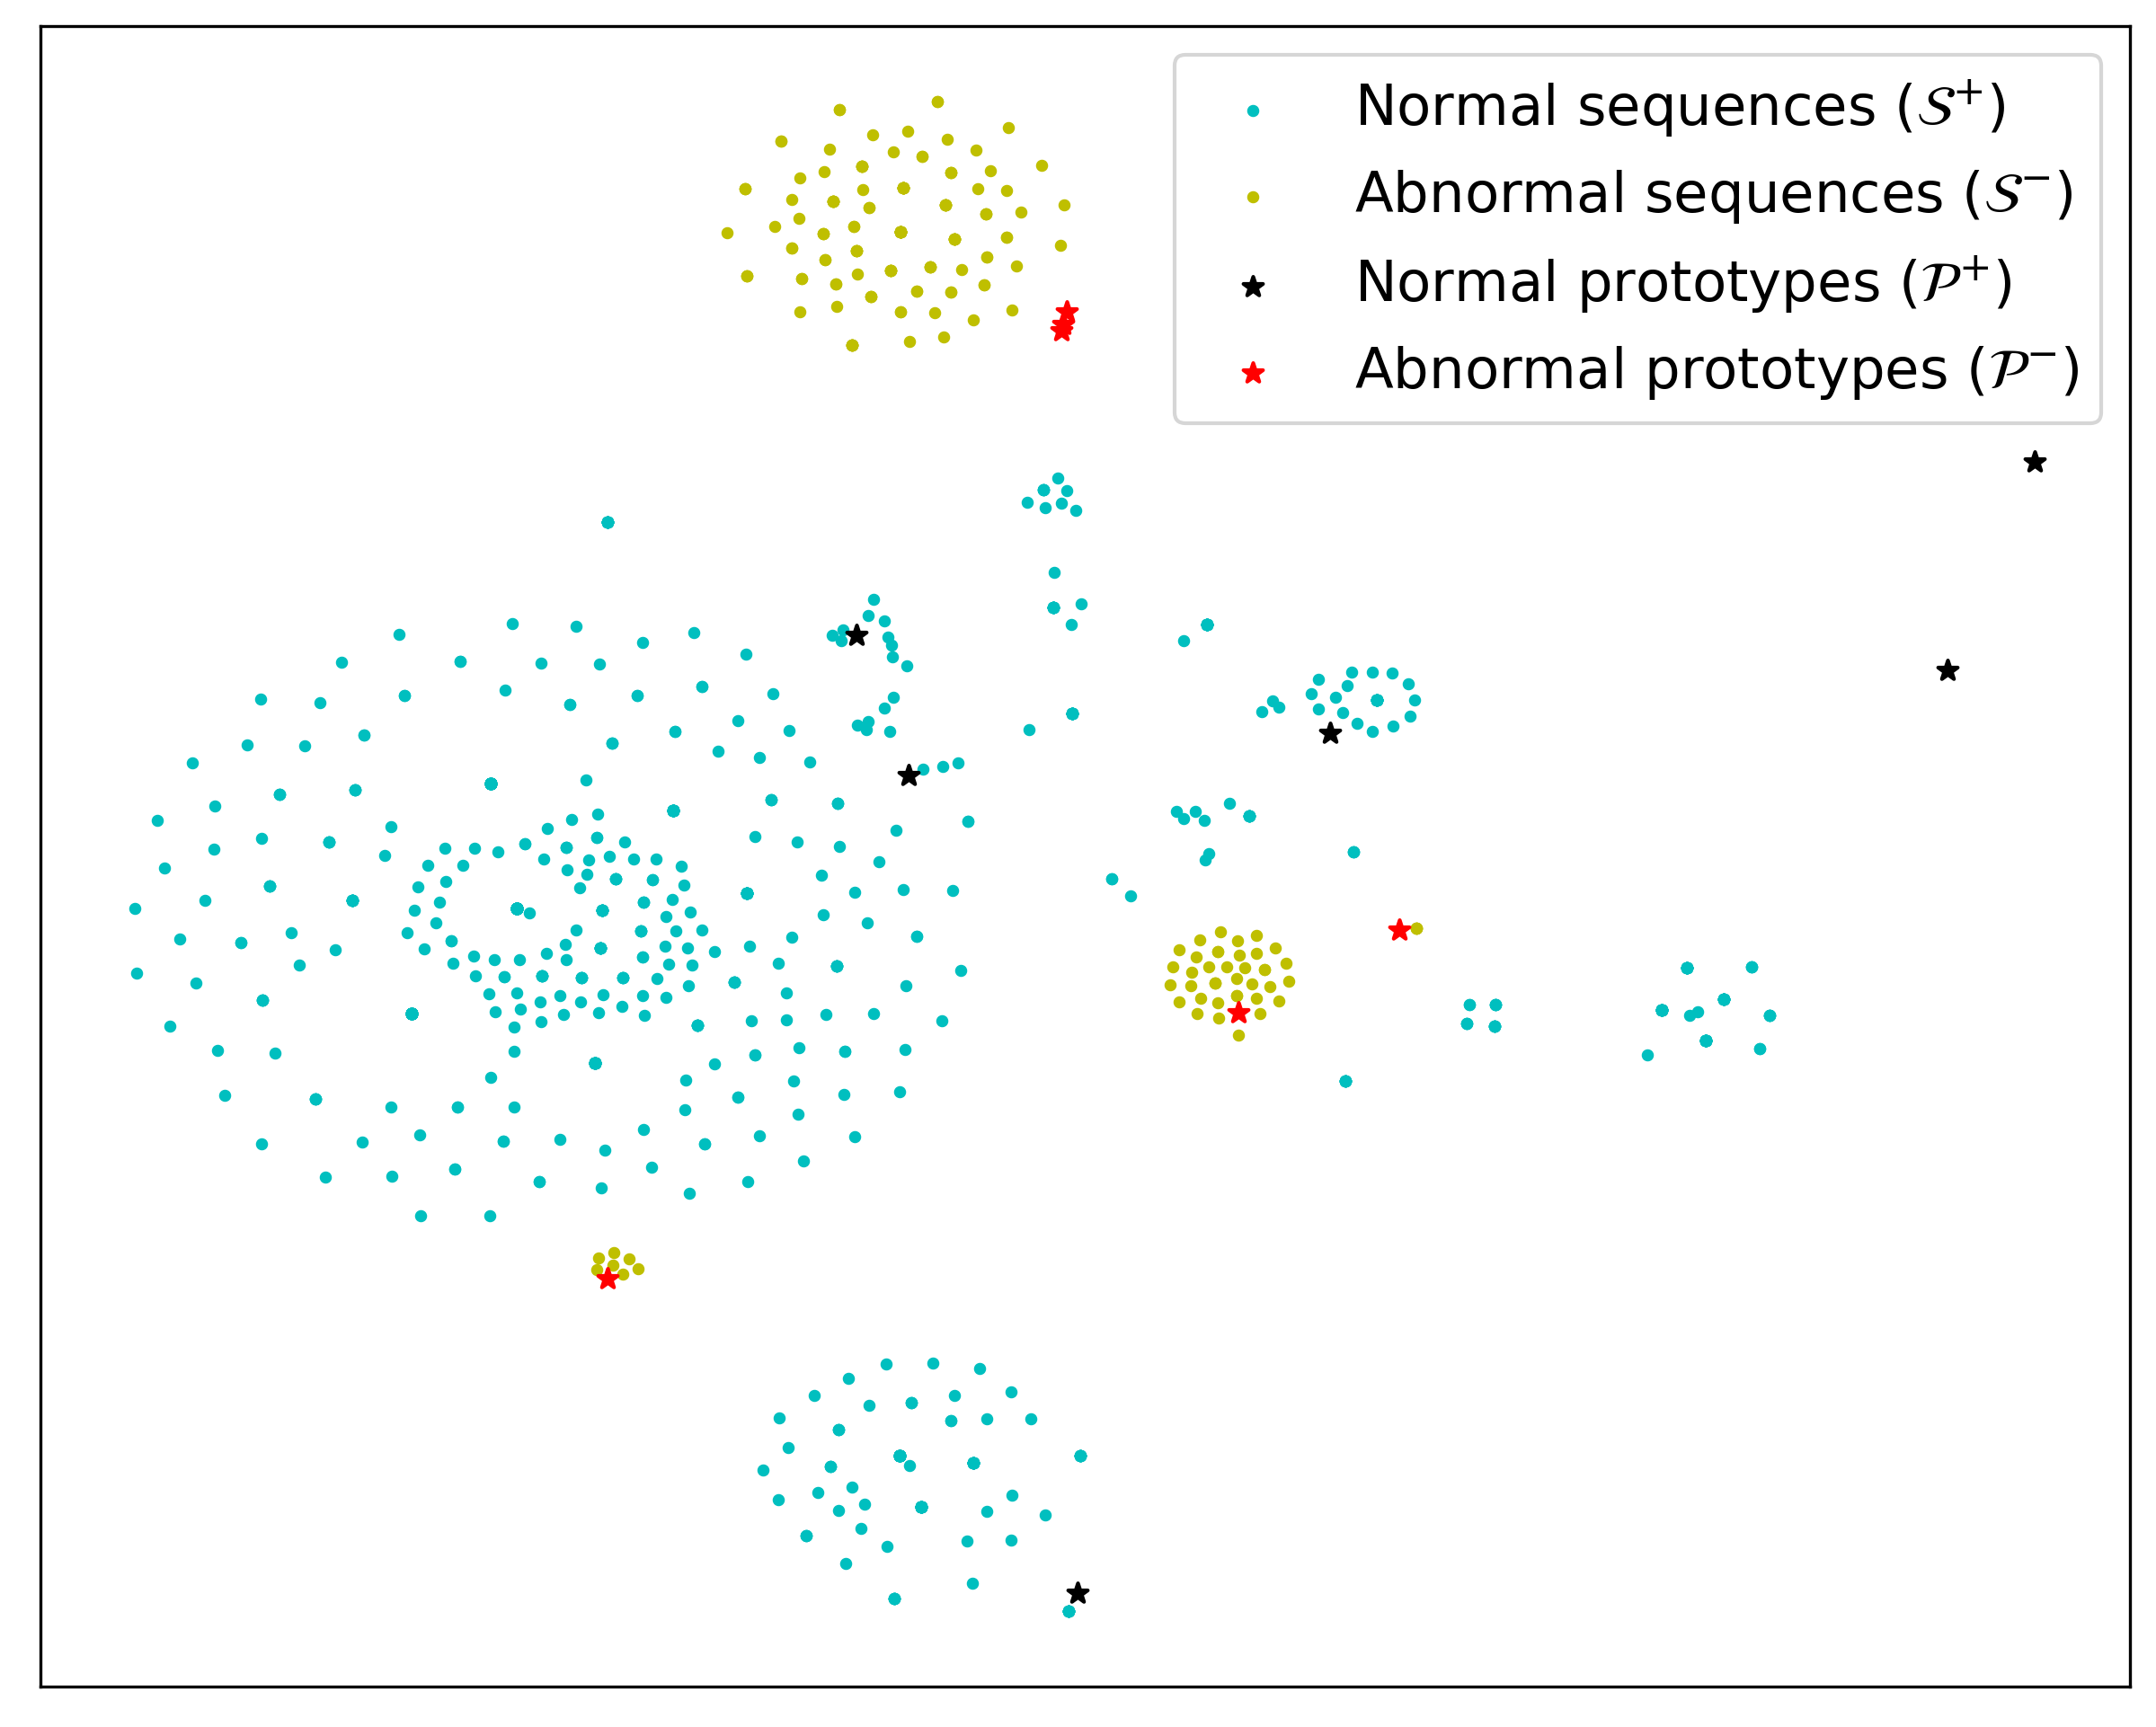 Normal sequences (𝒮⁺)
Abnormal sequences (𝒮⁻)
Normal prototypes (𝒫⁺)
Abnormal prototypes (𝒫⁻)